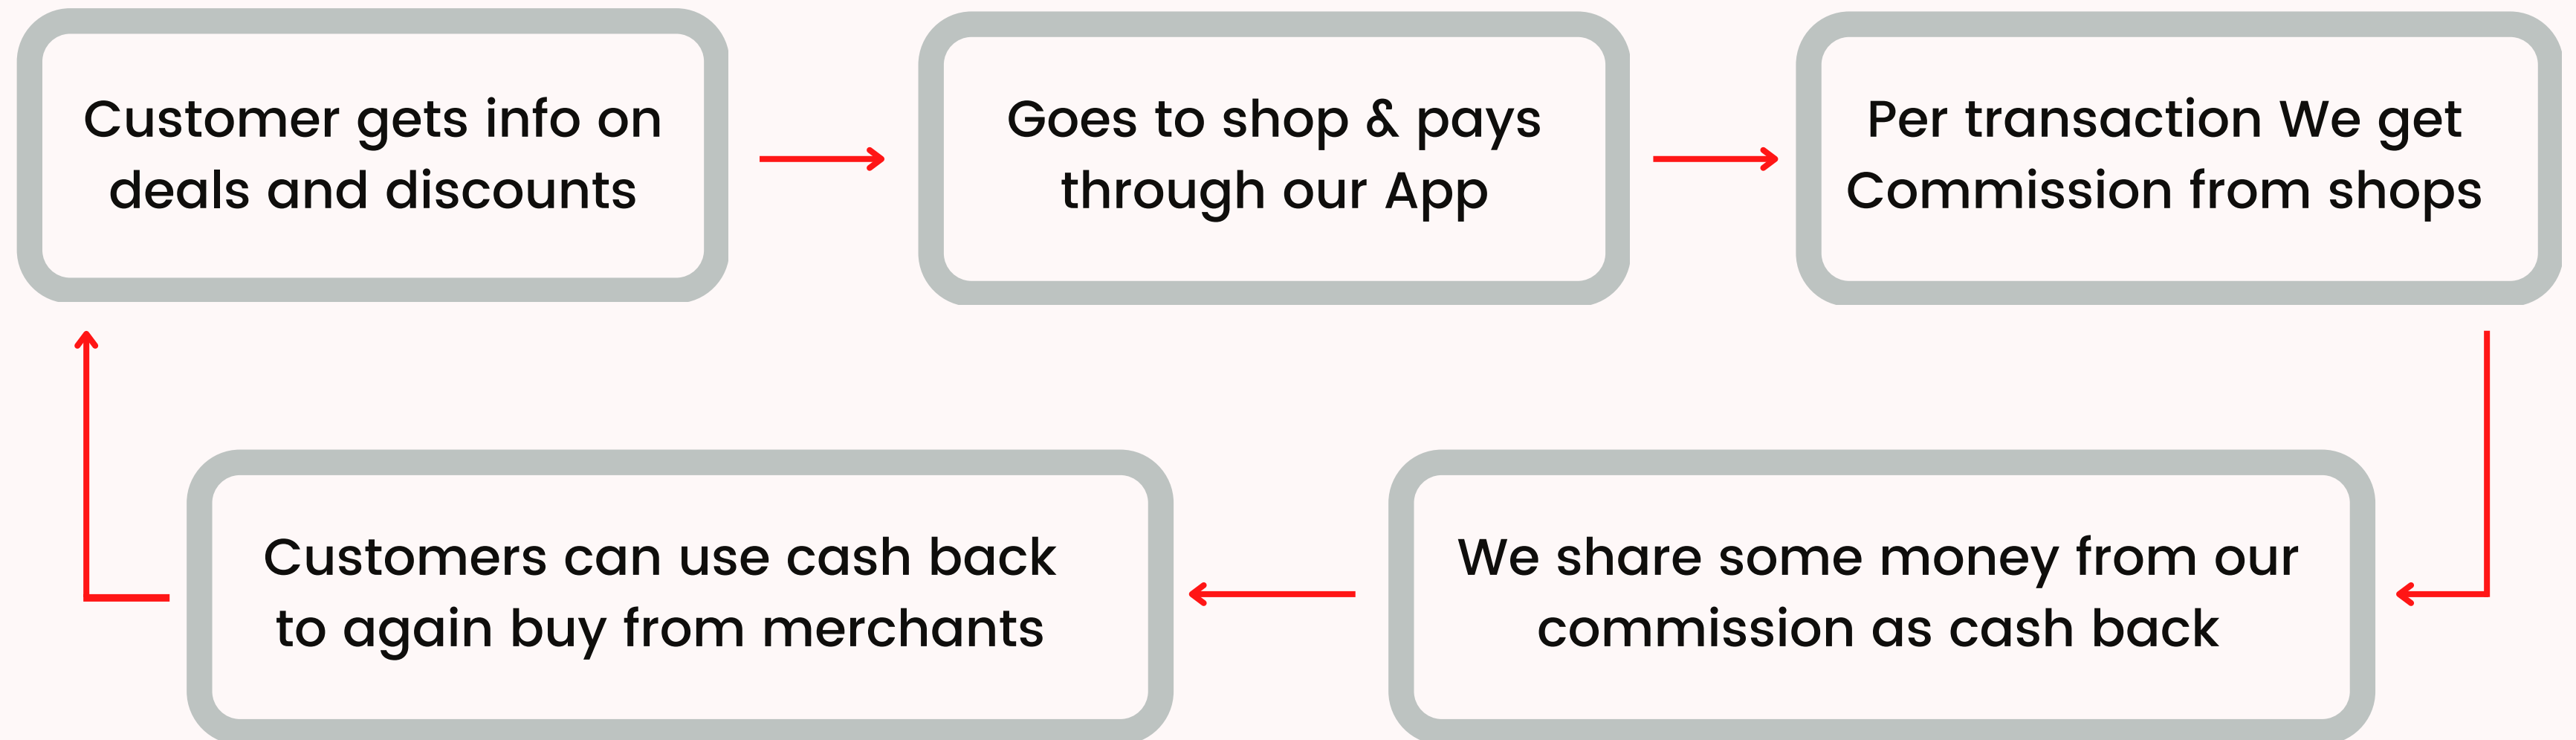 Customer gets info on
deals and discounts
Goes to shop & pays
through our App
Per transaction We get
Commission from shops
We share some money from our
commission as cash back
Customers can use cash back
to again buy from merchants